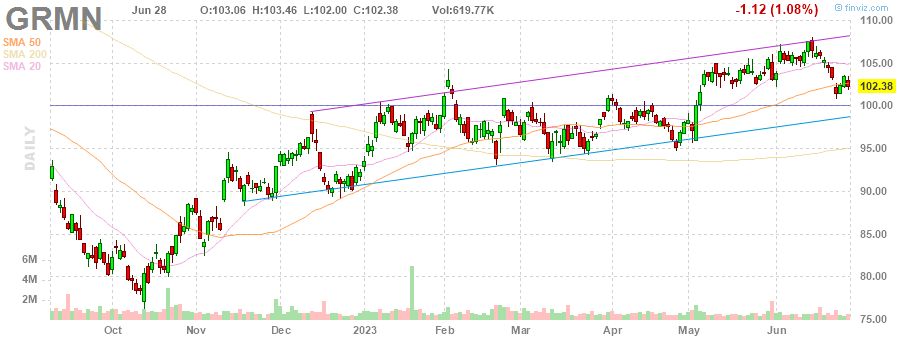 GRMN Jun 28 O:103.06 H:103.46 L:102.00 C:102.38 Vol:619.77K -1.12 (1.08%) © finviz.com
SMA 50
SMA 200
SMA 20
DAILY
110.00
105.00
102.38
100.00
95.00
90.00
85.00
80.00
75.00
6M
4M
2M
Oct Nov Dec 2023 Feb Mar Apr May Jun